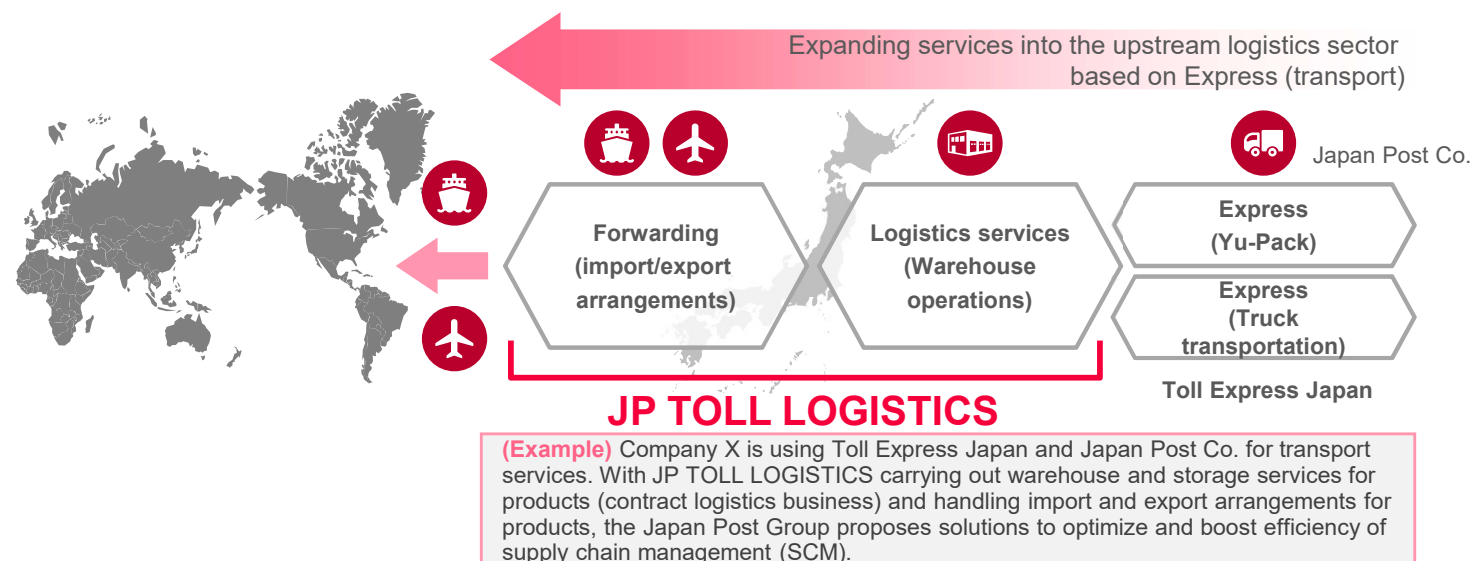 Expanding services into the upstream logistics sector
based on Express (transport)
Japan Post Co.
Forwarding
(import/export
arrangements)
Logistics services
(Warehouse
operations)
Express
(Yu-Pack)
Express
(Truck
transportation)
Toll Express Japan
JP TOLL LOGISTICS
(Example) Company X is using Toll Express Japan and Japan Post Co. for transport
services. With JP TOLL LOGISTICS carrying out warehouse and storage services for
products (contract logistics business) and handling import and export arrangements for
products, the Japan Post Group proposes solutions to optimize and boost efficiency of
supply chain management (SCM).